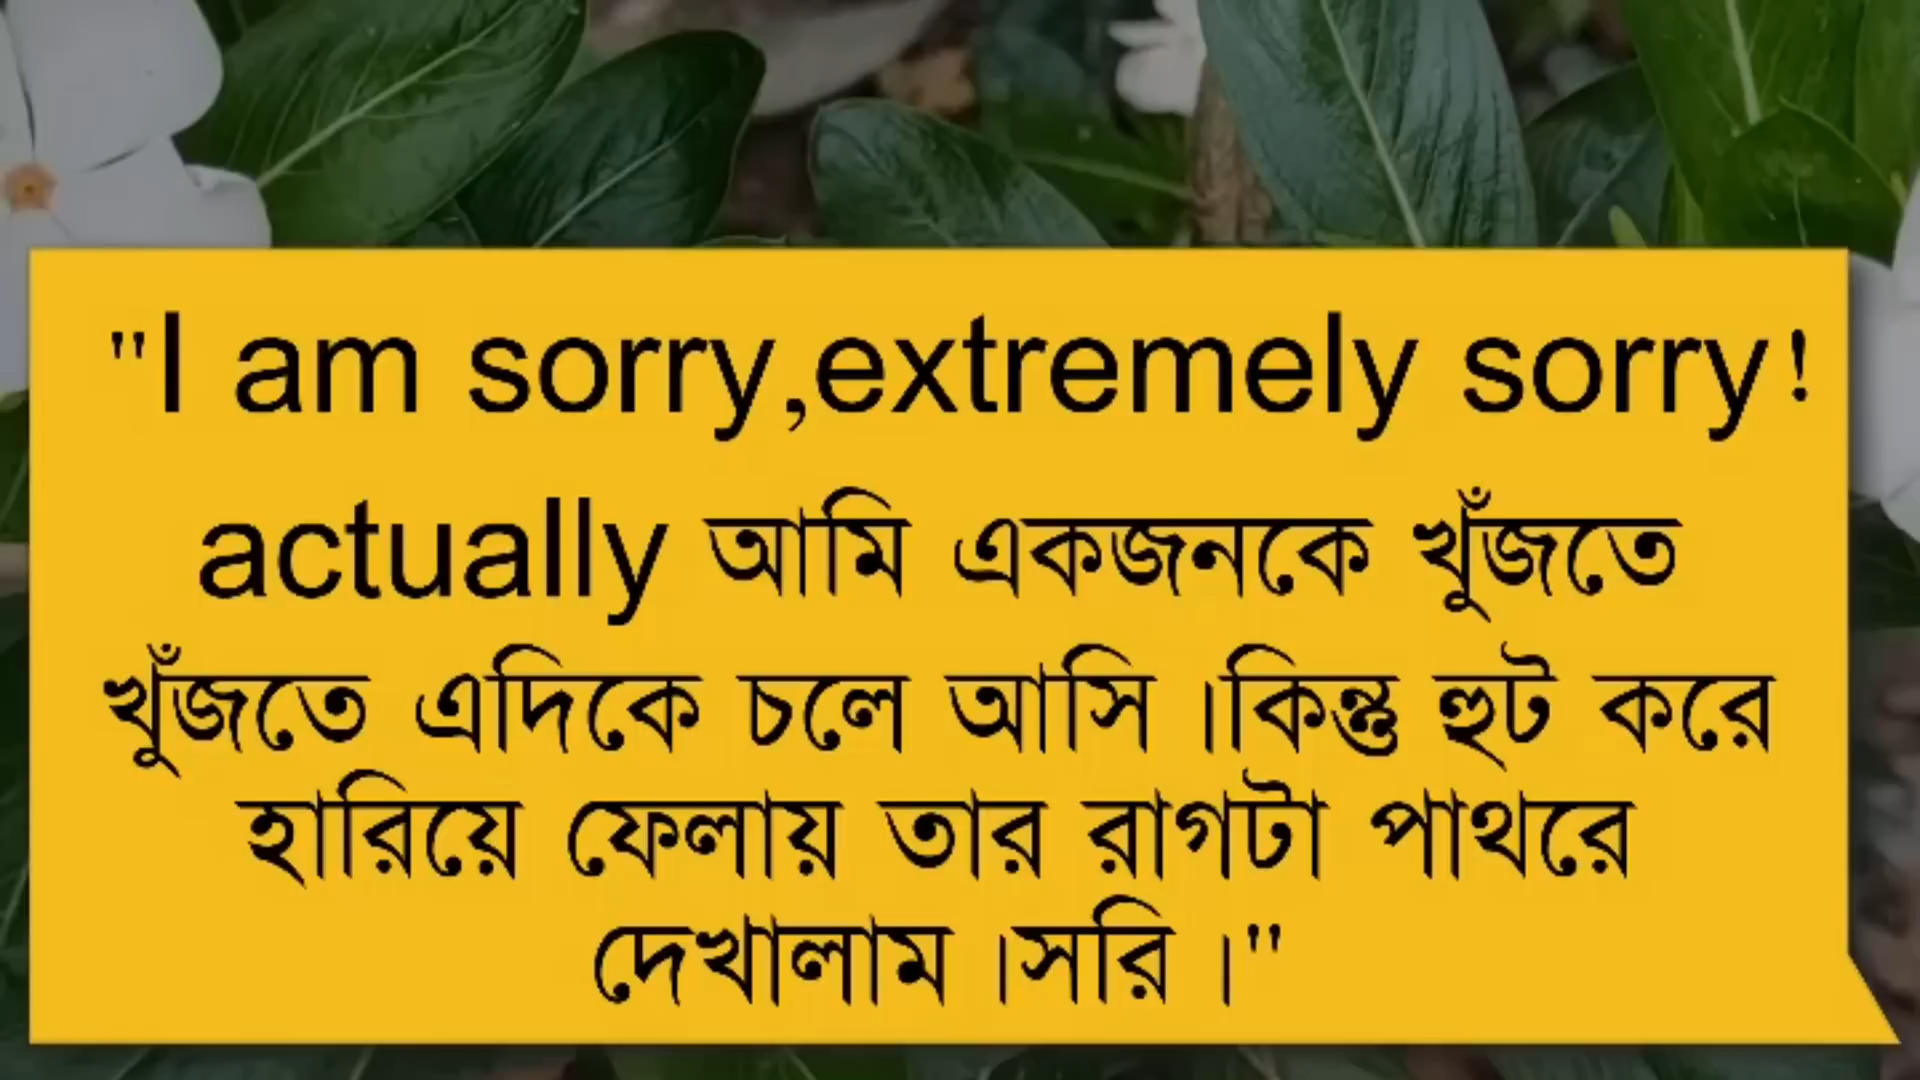 "I am sorry,extremely sorry!
actually আমি একজনকে খুঁজতে
খুঁজতে এদিকে চলে আসি।কিন্তু হুট করে
হারিয়ে ফেলায় তার রাগটা পাথরে
দেখালাম।সরি।"